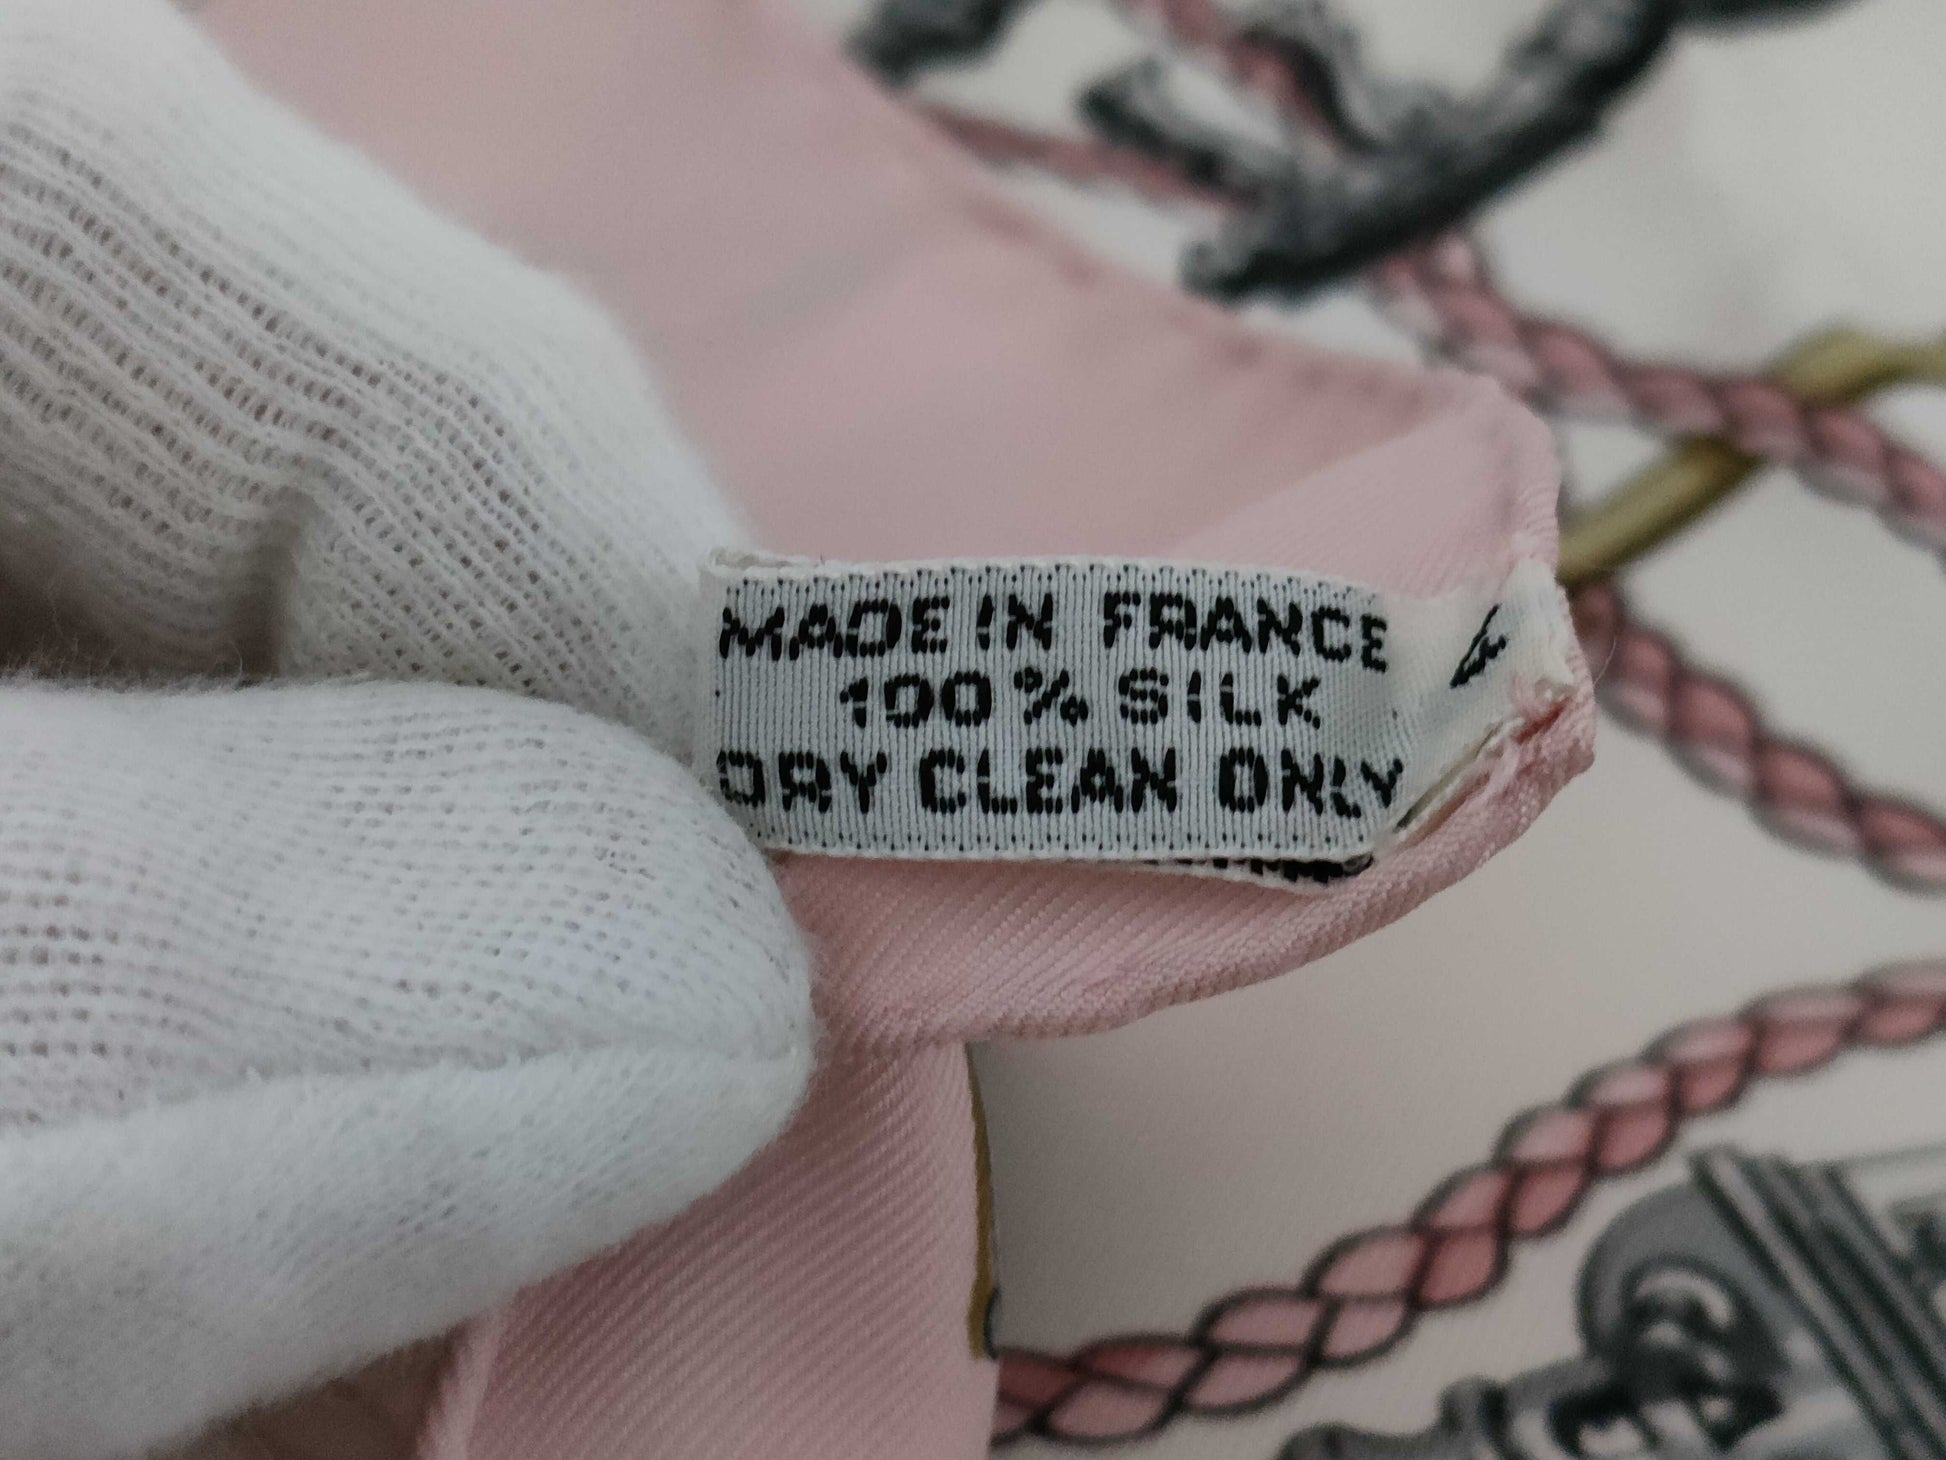 MADE IN FRANCE
100% SILK
DRY CLEAN ONLY